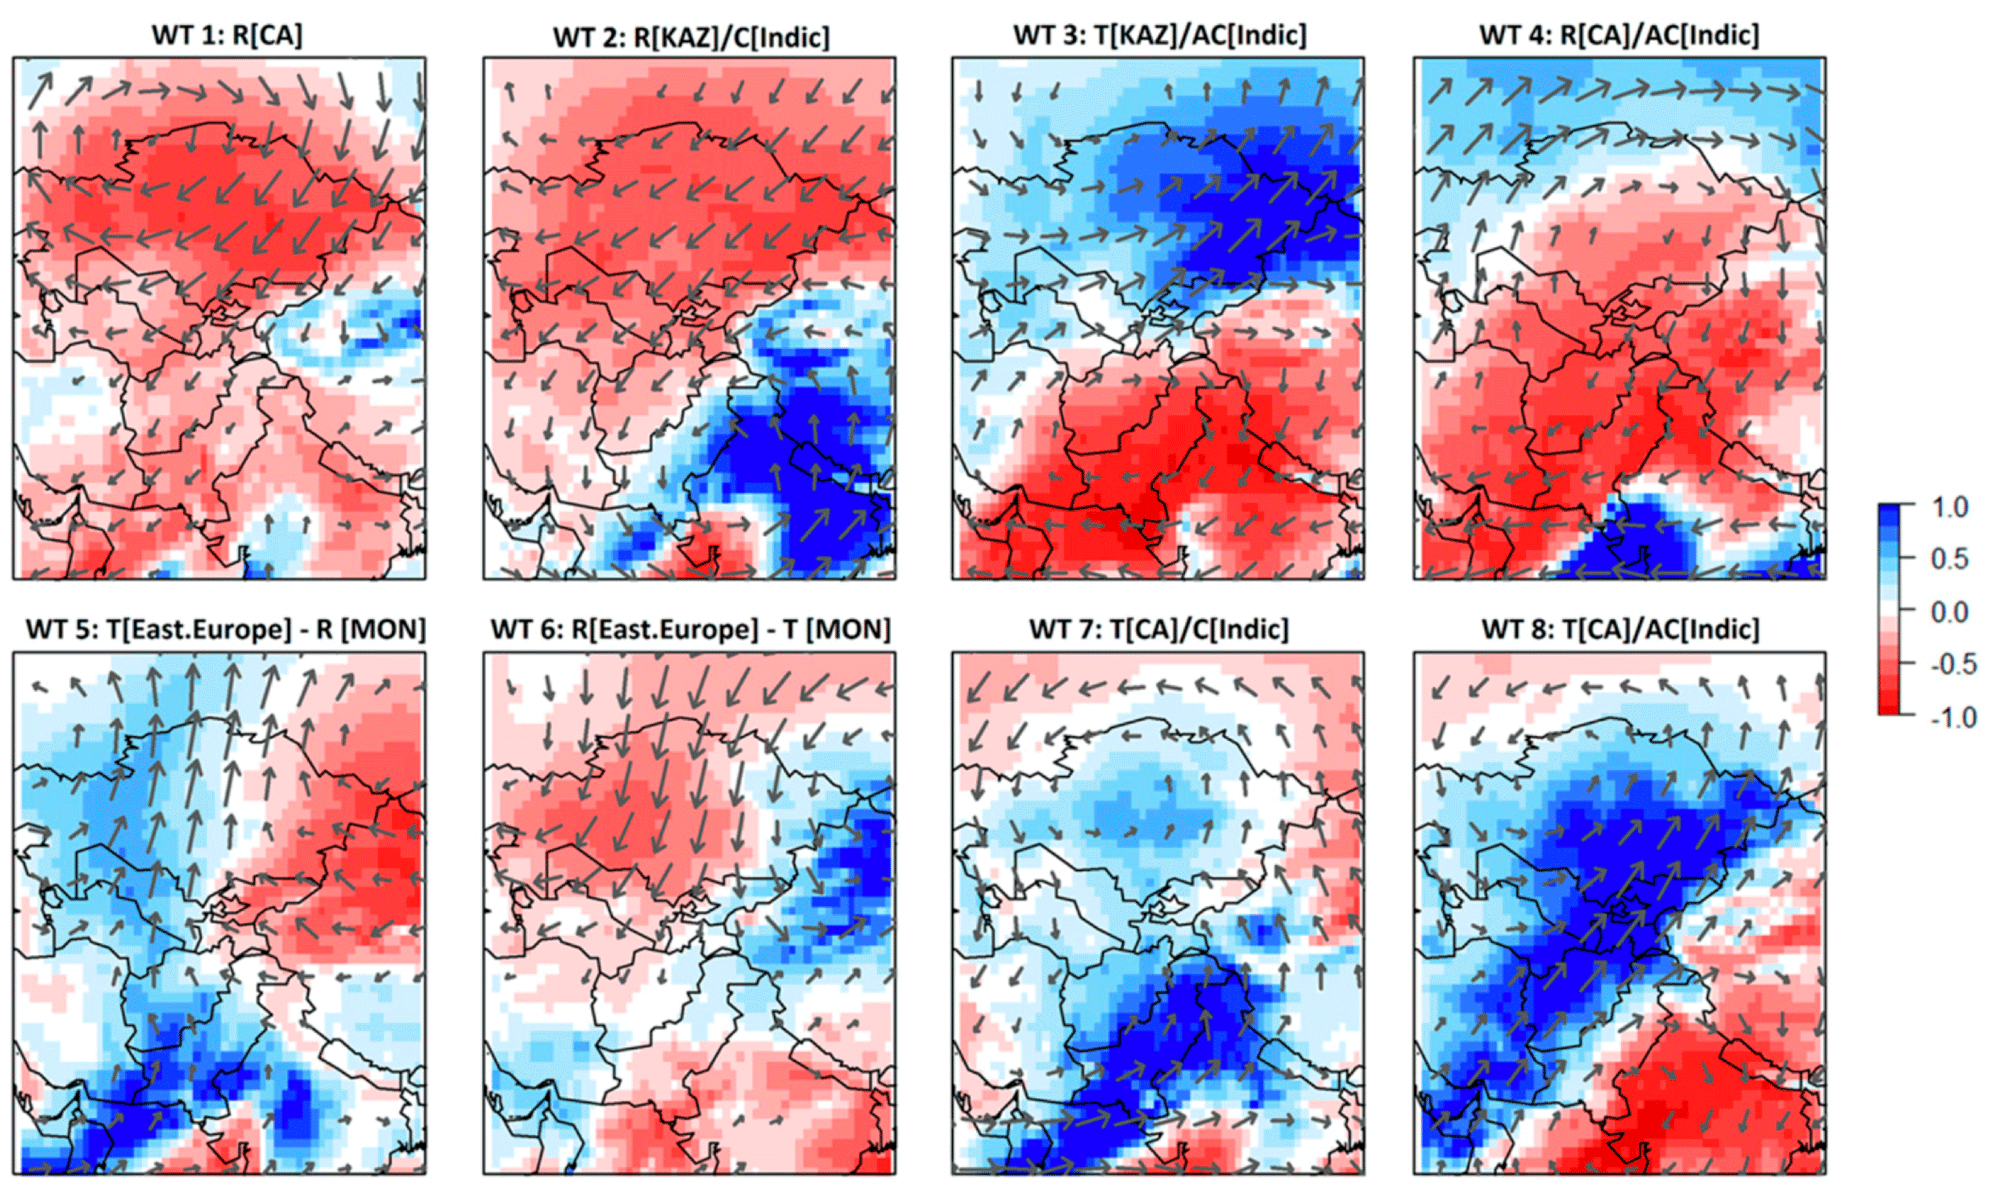 WT 1: R[CA]
WT 2: R[KAZ]/C[Indic]
WT 3: T[KAZ]/AC[Indic]
WT 4: R[CA]/AC[Indic]
WT 5: T[East.Europe] - R [MON]
WT 6: R[East.Europe] - T [MON]
WT 7: T[CA]/C[Indic]
WT 8: T[CA]/AC[Indic]
1.0
0.5
0.0
-0.5
-1.0